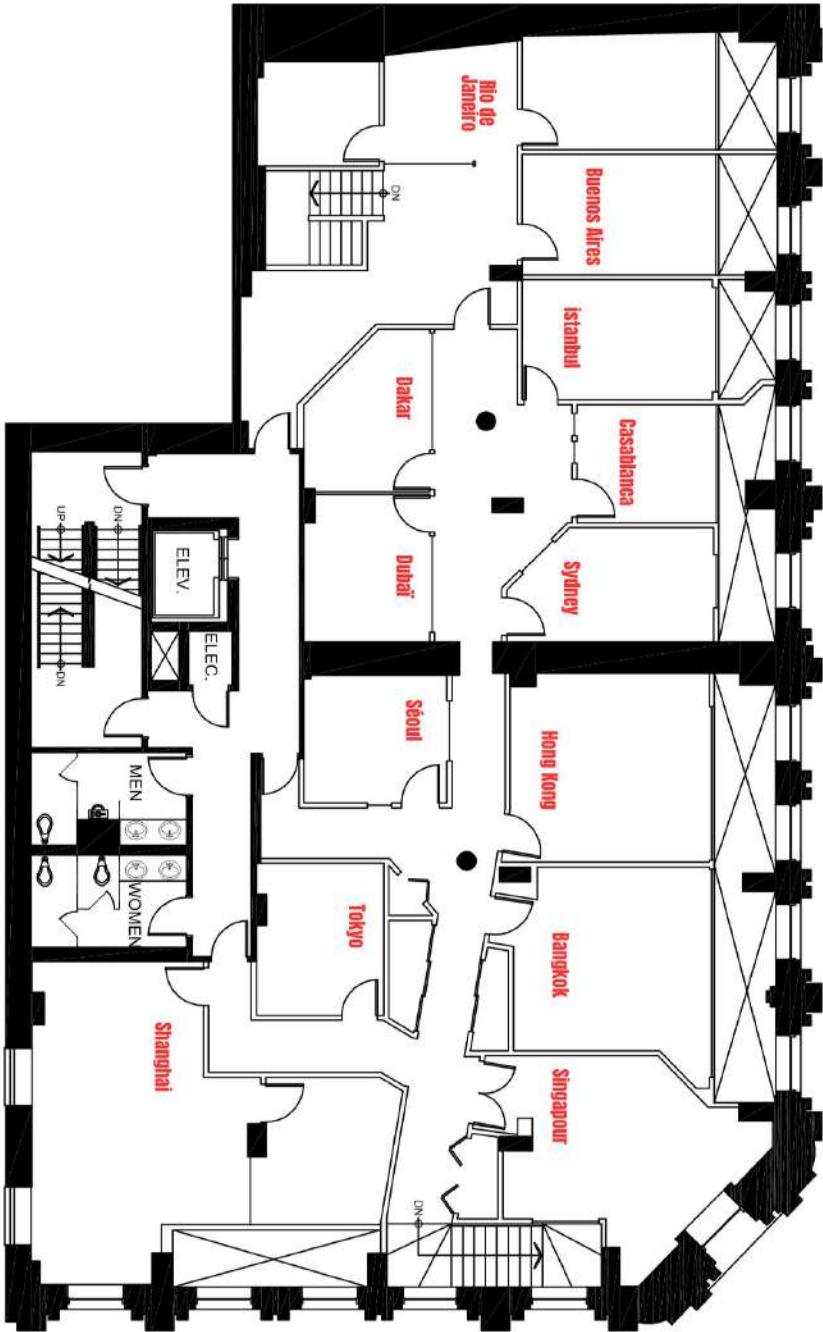 Rio de
Janeiro
Buenos Aires
DN
istanbul
Dakar
Casablanca
UP
DN
ELEV.
Dubaï
Sydney
ELEC.
DN
Séoul
Hong Kong
MEN
WOMEN
Tokyo
Bangkok
Shanghai
Singapour
DN